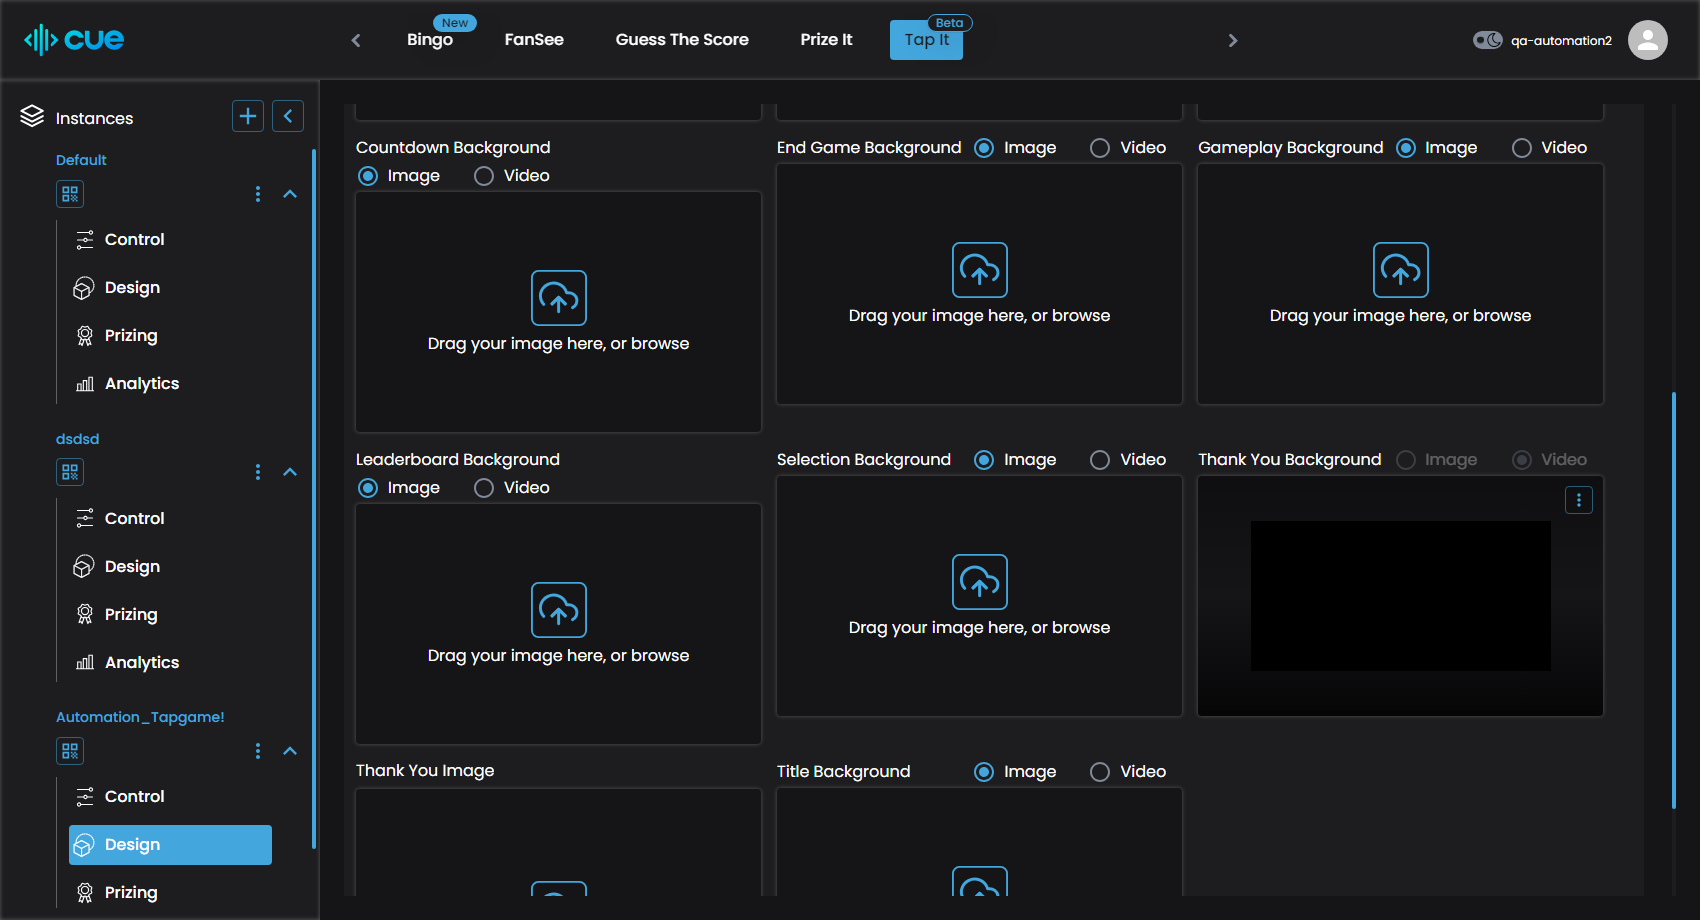 cue
New
Bingo
FanSee
Guess The Score
Prize It
Beta
Tap It
qa-automation2
Instances
Default
Control
Design
Prizing
Analytics
dsdsd
Control
Design
Prizing
Analytics
Automation_Tapgame!
Control
Design
Prizing
Countdown Background
Image Video
Drag your image here, or browse
End Game Background Image Video
Drag your image here, or browse
Gameplay Background Image Video
Drag your image here, or browse
Leaderboard Background
Image Video
Drag your image here, or browse
Selection Background Image Video
Drag your image here, or browse
Thank You Background Image Video
Thank You Image
Title Background Image Video